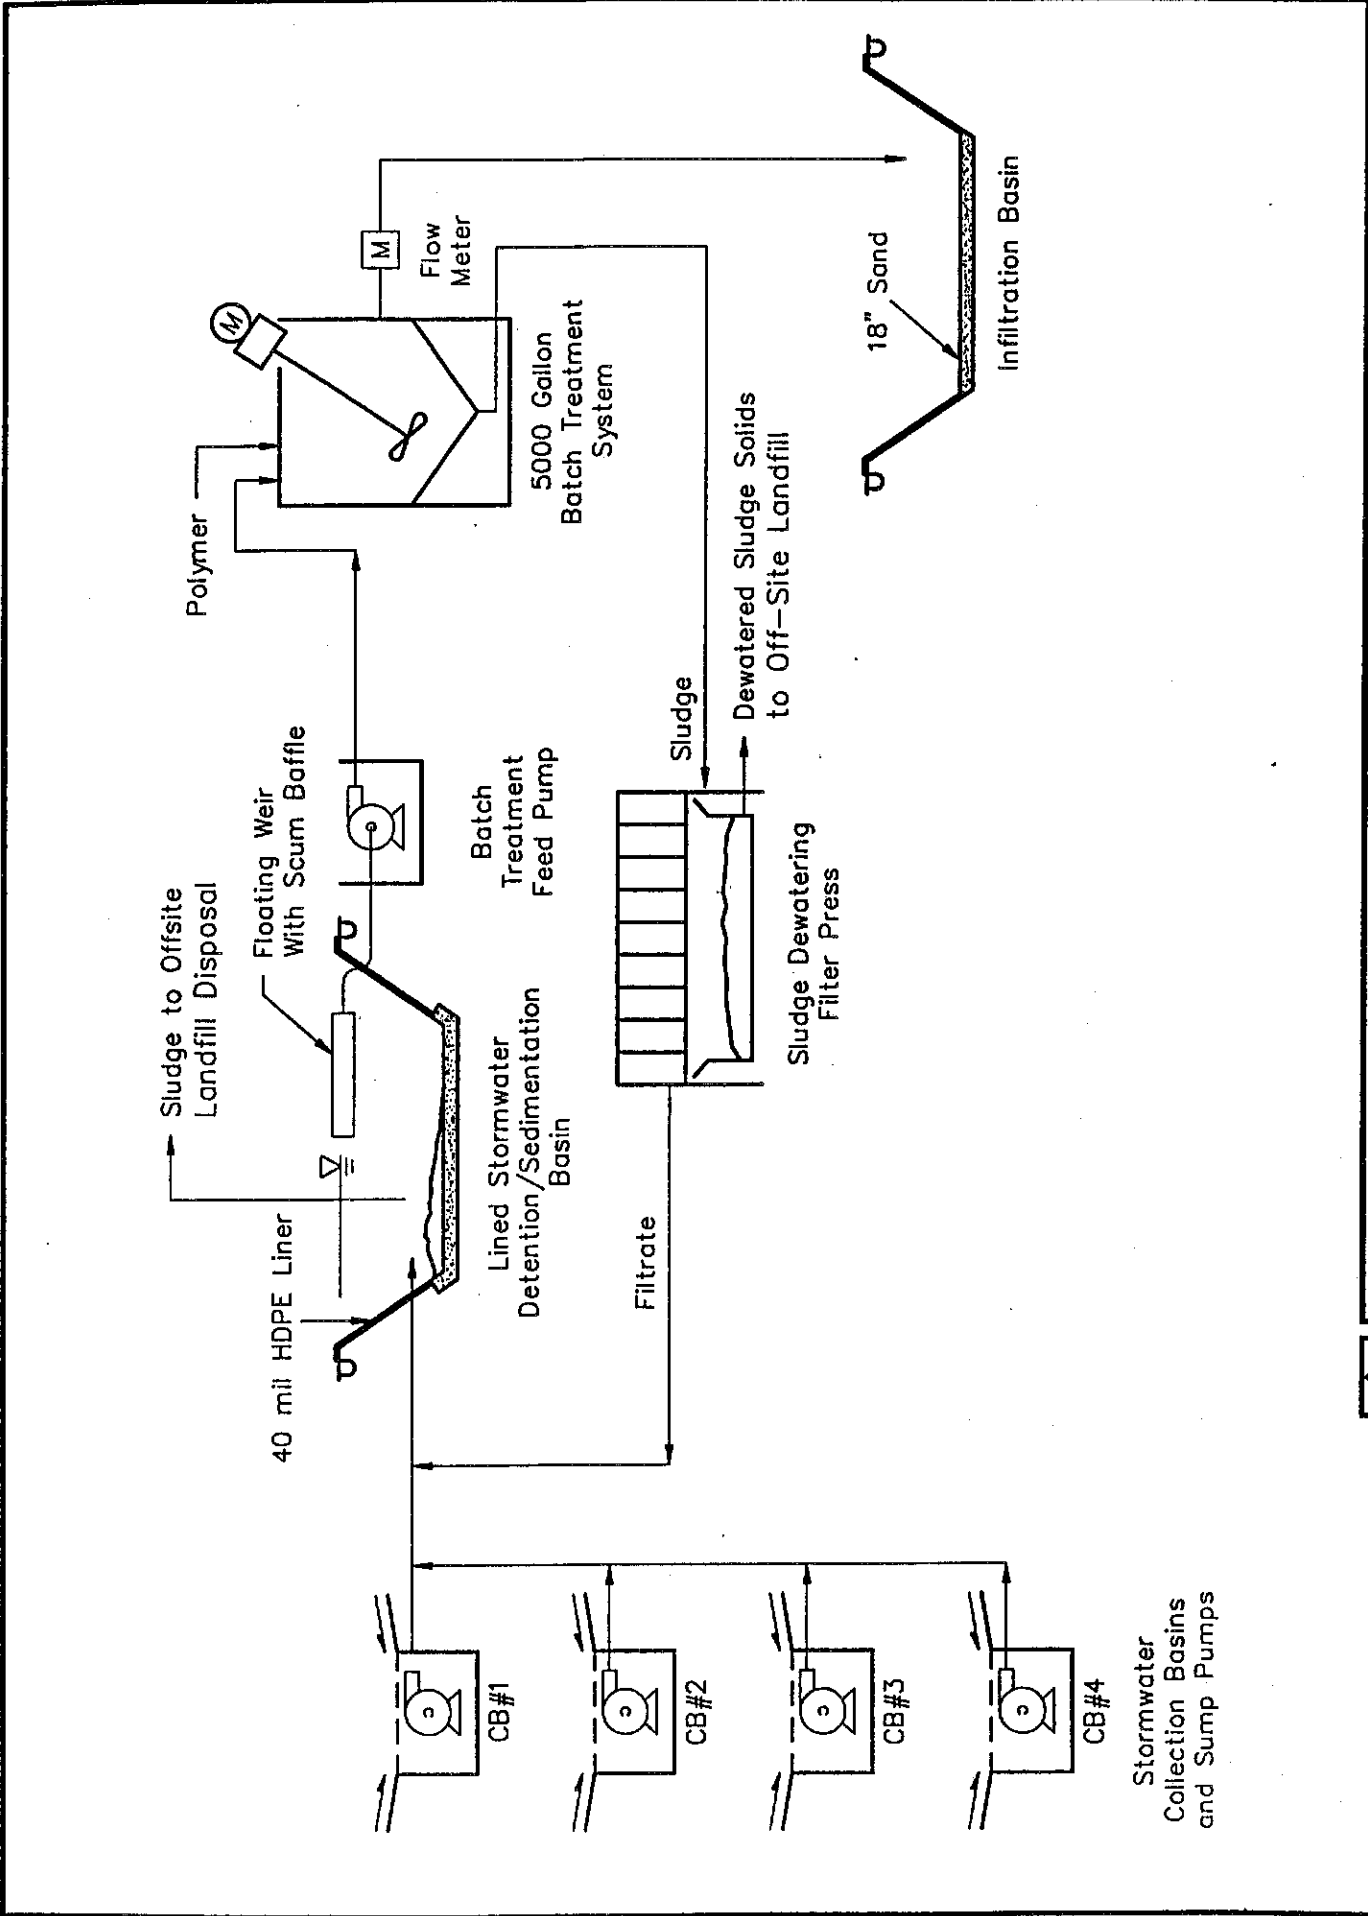 Sludge to Offsite
Landfill Disposal
40 mil HDPE Liner
Floating Weir
With Scum Baffle
Polymer
M
M
Flow
Meter
5000 Gallon
Batch Treatment
System
Batch
Treatment
Feed Pump
Lined Stormwater
Detention/Sedimentation
Basin
Filtrate
Sludge
Dewatered Sludge Solids
to Off-Site Landfill
Sludge Dewatering
Filter Press
18" Sand
Infiltration Basin
C
CB#1
C
CB#2
C
CB#3
C
CB#4
Stormwater
Collection Basins
and Sump Pumps